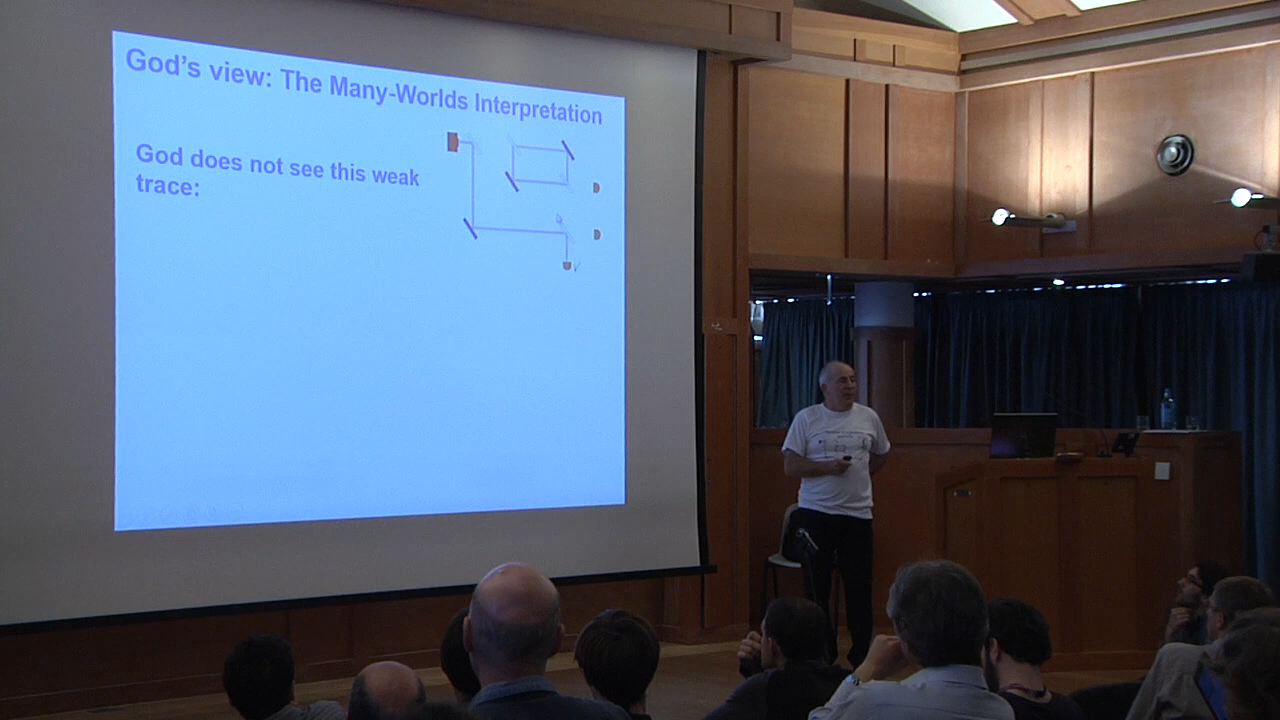 God's view: The Many-Worlds Interpretation
God does not see this weak
trace: